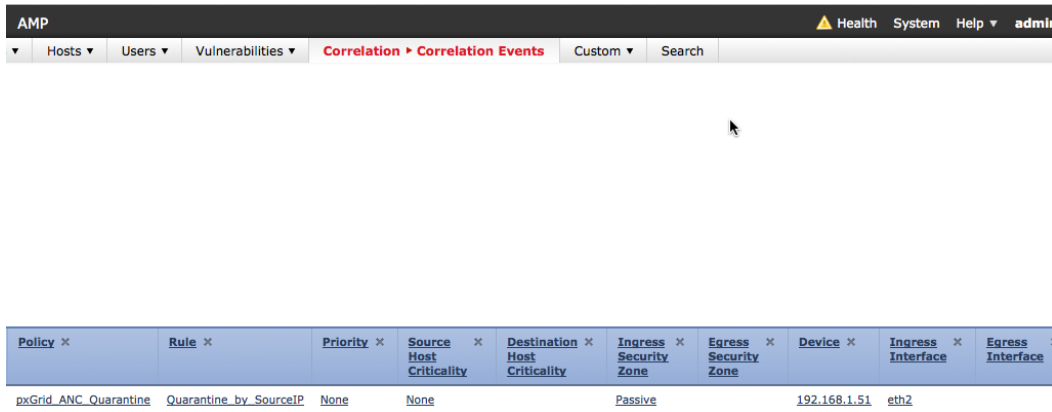 AMP Health System Help ▾ admin
▾ Hosts ▾ Users ▾ Vulnerabilities ▾ Correlation ▸ Correlation Events Custom ▾ Search
Policy × Rule × Priority × Source × Destination × Ingress × Egress × Device × Ingress × Egress ×
Host Host Security Security Interface Interface
Criticality Criticality Zone Zone
pxGrid_ANC_Quarantine Quarantine_by_SourceIP None None Passive 192.168.1.51 eth2